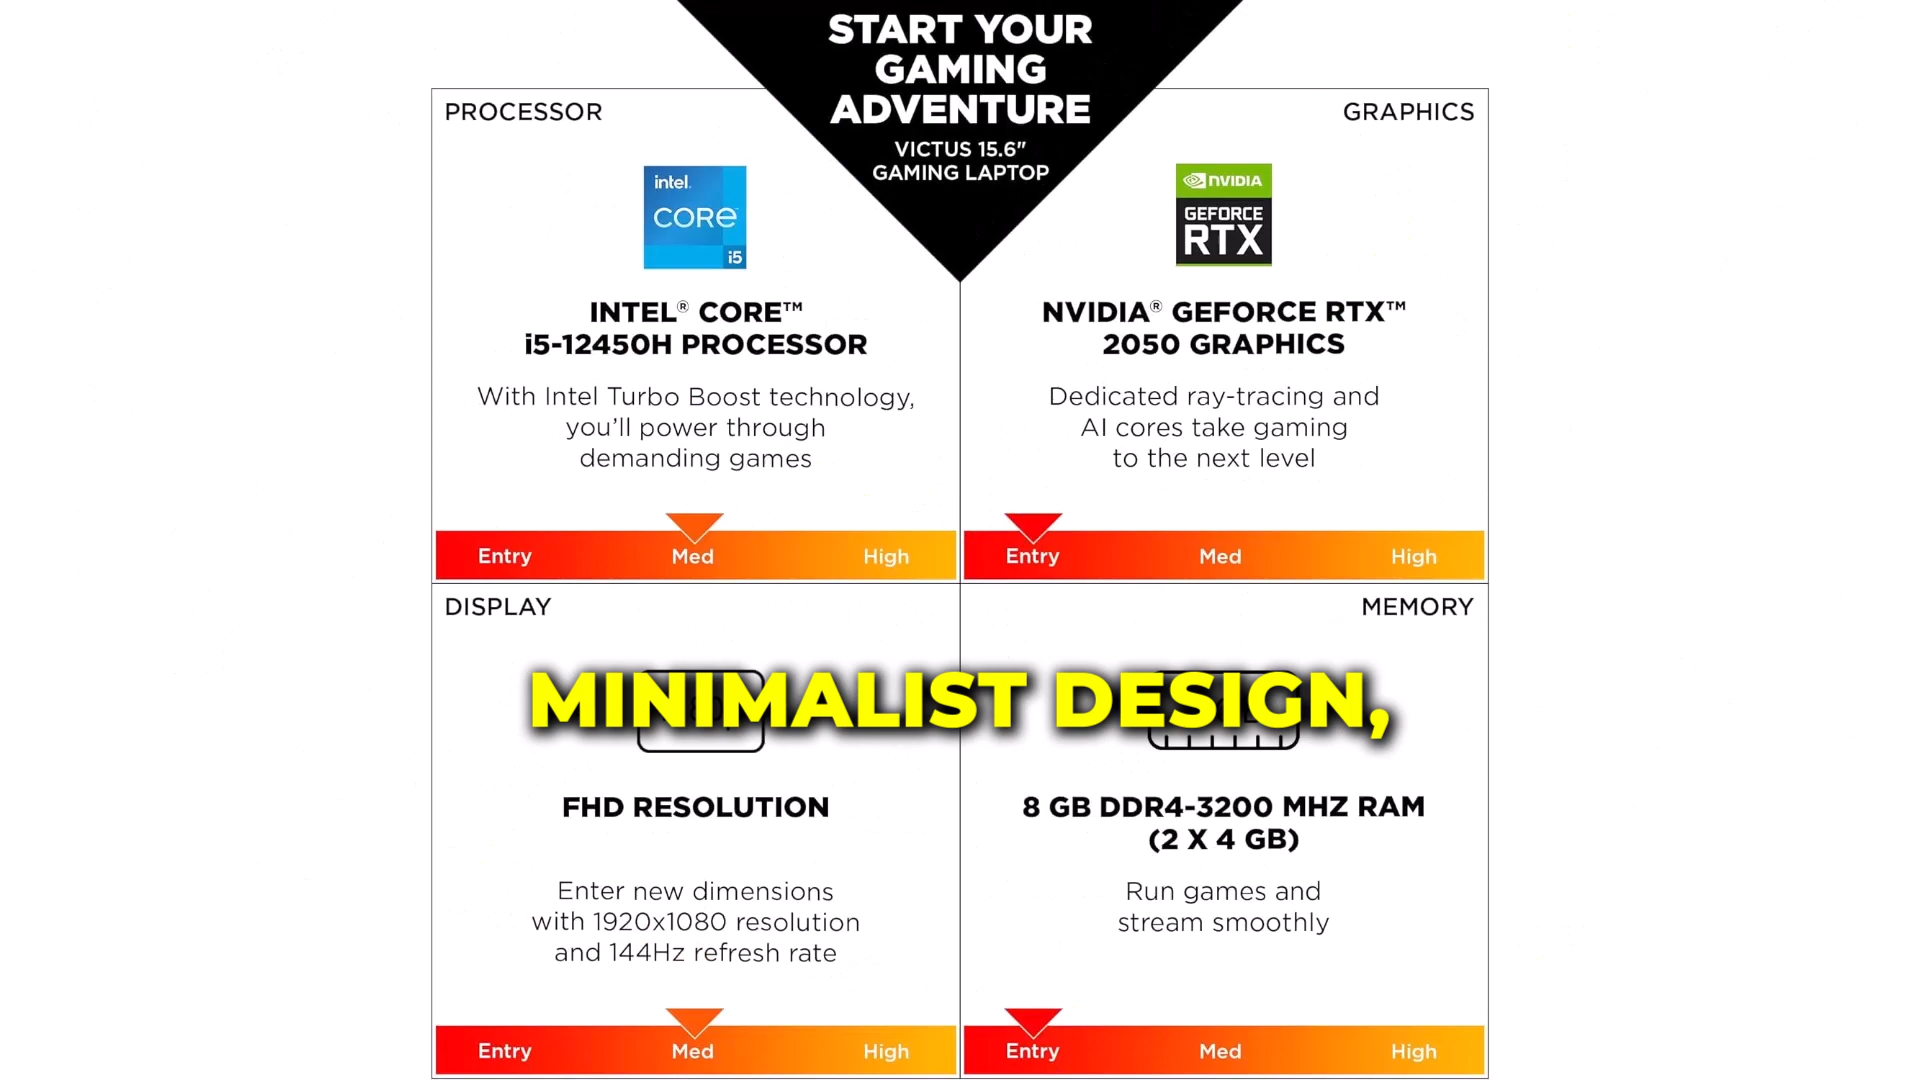 START YOUR
GAMING
ADVENTURE
VICTUS 15.6"
GAMING LAPTOP
PROCESSOR
intel.
CORE™
i5
INTEL® CORE™
i5-12450H PROCESSOR
With Intel Turbo Boost technology,
you'll power through
demanding games
Entry Med High
GRAPHICS
NVIDIA
GEFORCE
RTX
NVIDIA® GEFORCE RTX™
2050 GRAPHICS
Dedicated ray-tracing and
AI cores take gaming
to the next level
Entry Med High
DISPLAY
MINIMALIST DESIGN,
FHD RESOLUTION
Enter new dimensions
with 1920x1080 resolution
and 144Hz refresh rate
Entry Med High
MEMORY
8 GB DDR4-3200 MHZ RAM
(2 X 4 GB)
Run games and
stream smoothly
Entry Med High